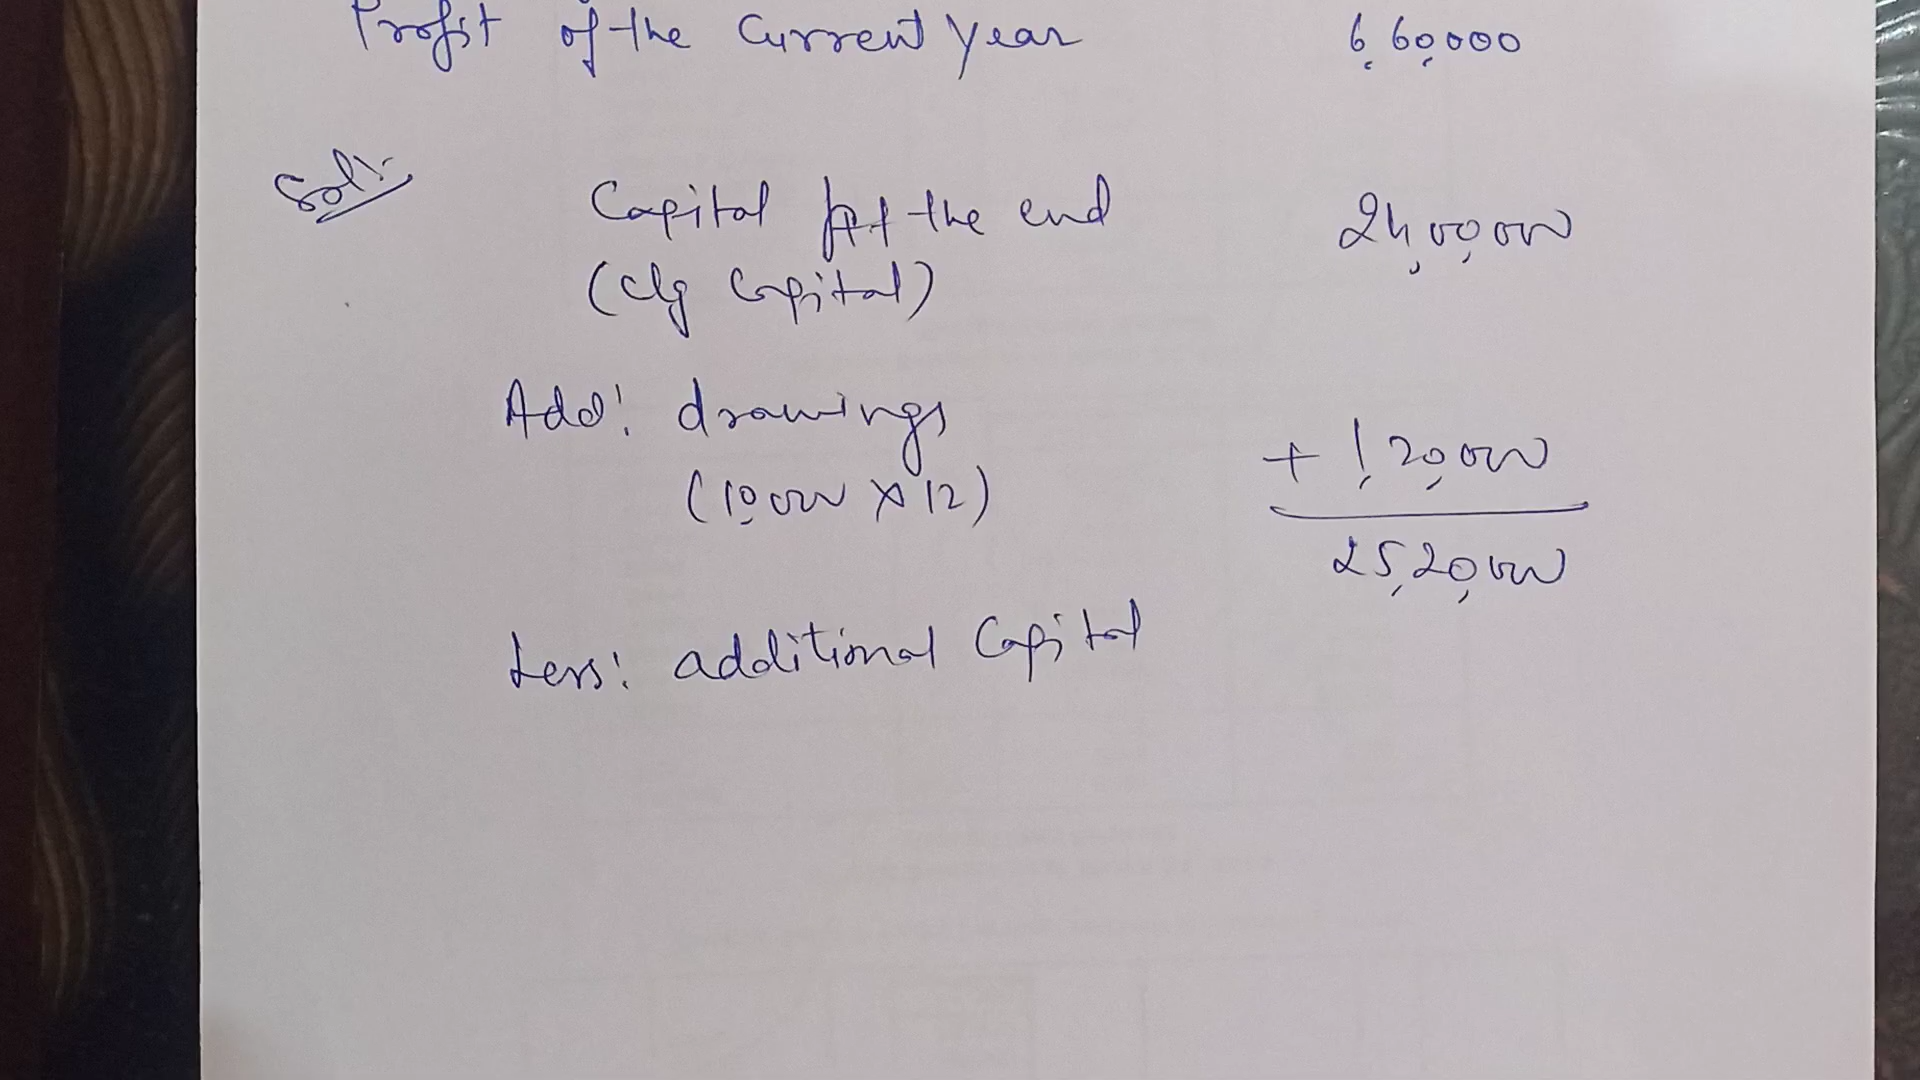 Profit of the Current Year 6,60,000
Soln:
Capital At the end 24,00,000
(Clg Capital)
Add: drawings + 1,20,000
(10,000 × 12)
25,20,000
Less: additional Capital